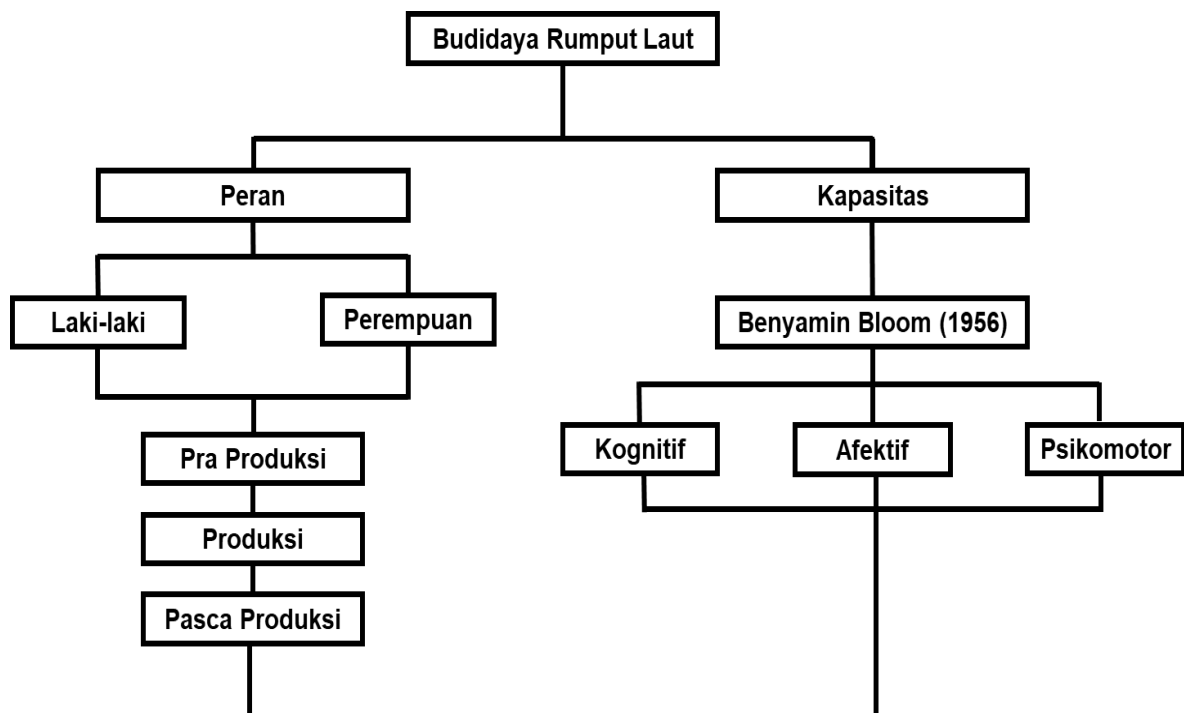 Budidaya Rumput Laut
Peran
Kapasitas
Laki-laki
Perempuan
Benyamin Bloom (1956)
Kognitif
Afektif
Psikomotor
Pra Produksi
Produksi
Pasca Produksi